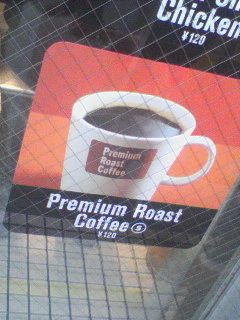 Chicken
¥120
Premium
Roast
Coffee
Premium Roast
Coffee Ⓢ
¥120